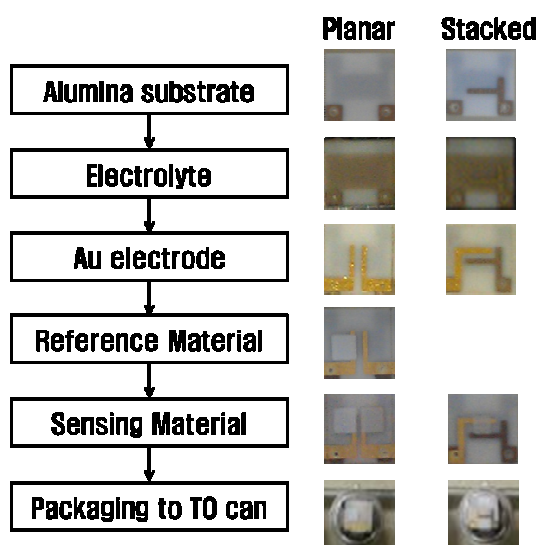 Planar Stacked
Alumina substrate
Electrolyte
Au electrode
Reference Material
Sensing Material
Packaging to TO can